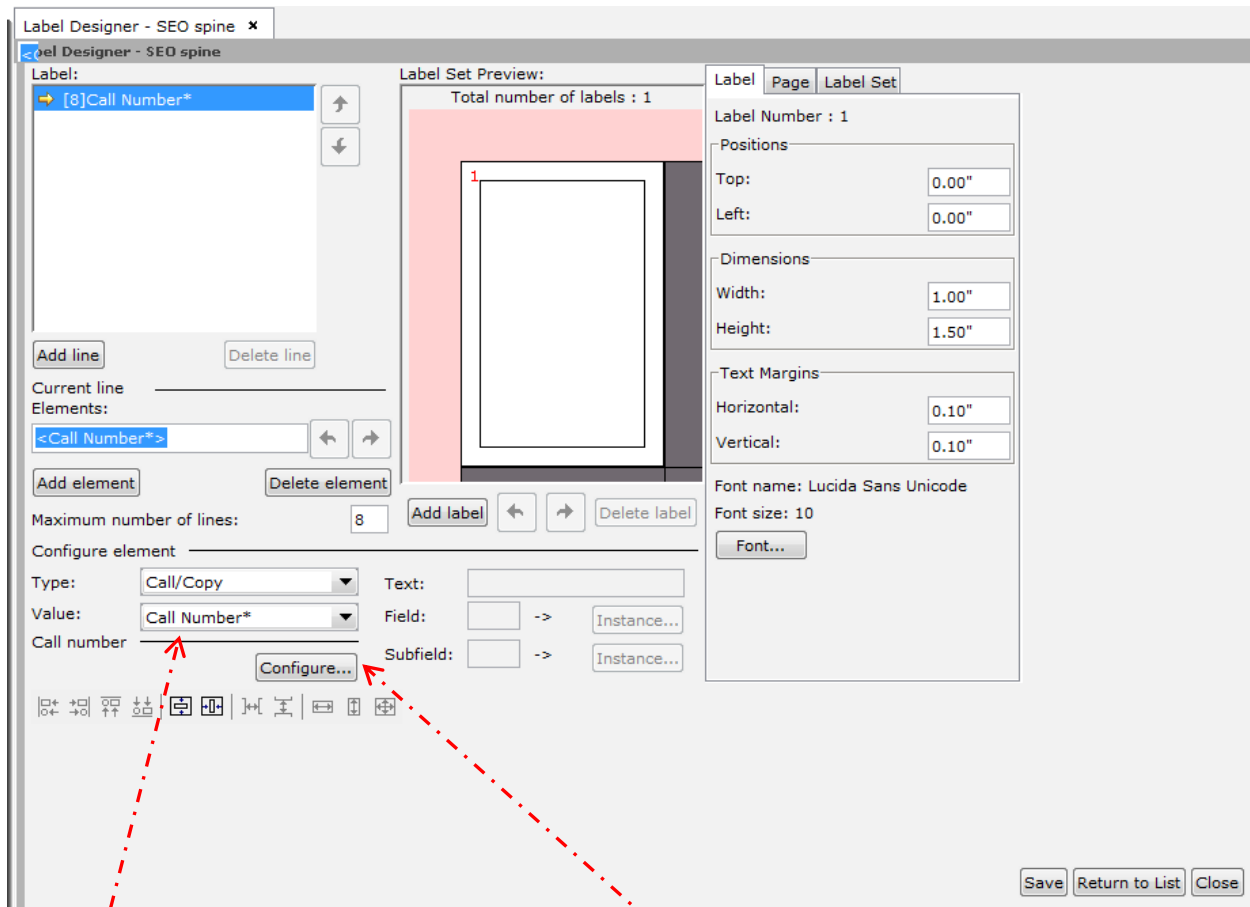 Label Designer - SEO spine ×
<c
el Designer - SEO spine
Label:
[8]Call Number*
Add line
Delete line
Current line
Elements:
<Call Number*>
Add element
Delete element
Maximum number of lines:
8
Configure element
Type:
Call/Copy
Value:
Call Number*
Call number
Configure...
Label Set Preview:
Total number of labels : 1
1
Add label
Delete label
Text:
Field:
->
Instance...
Subfield:
->
Instance...
Label
Page
Label Set
Label Number : 1
Positions
Top:
0.00"
Left:
0.00"
Dimensions
Width:
1.00"
Height:
1.50"
Text Margins
Horizontal:
0.10"
Vertical:
0.10"
Font name: Lucida Sans Unicode
Font size: 10
Font...
Save
Return to List
Close